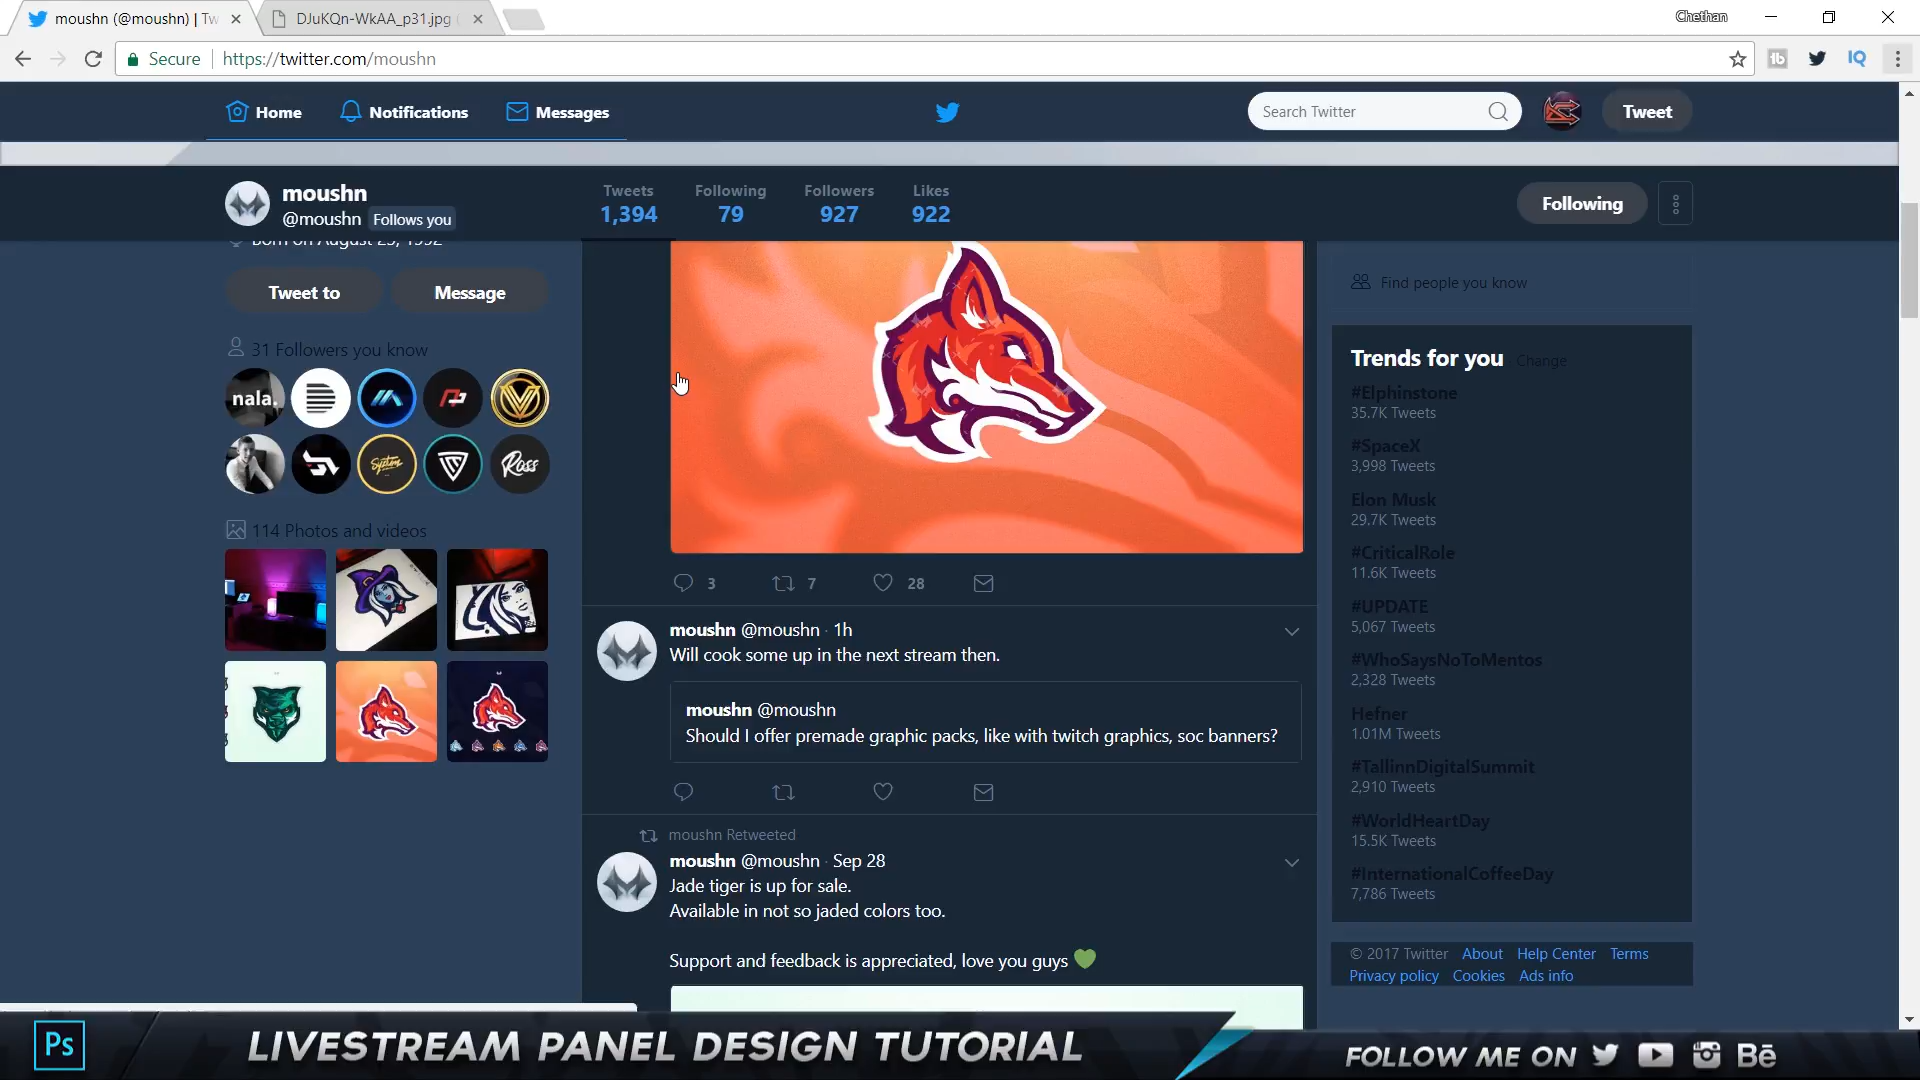 moushn (@moushn) | Tw
DJuKQn-WkAA_p31.jpg
Chethan
Secure
https://twitter.com/moushn
Home
Notifications
Messages
Search Twitter
Tweet
moushn
@moushn Follows you
Tweets
1,394
Following
79
Followers
927
Likes
922
Following
Born on August 25, 1992
Tweet to
Message
31 Followers you know
nala.
System
Ross
114 Photos and videos
3
7
28
moushn @moushn · 1h
Will cook some up in the next stream then.
moushn @moushn
Should I offer premade graphic packs, like with twitch graphics, soc banners?
moushn Retweeted
moushn @moushn · Sep 28
Jade tiger is up for sale.
Available in not so jaded colors too.
Support and feedback is appreciated, love you guys 💚
Find people you know
Trends for you
Change
#Elphinstone
35.7K Tweets
#SpaceX
3,998 Tweets
Elon Musk
29.7K Tweets
#CriticalRole
11.6K Tweets
#UPDATE
5,067 Tweets
#WhoSaysNoToMentos
2,328 Tweets
Hefner
1.01M Tweets
#TallinnDigitalSummit
2,910 Tweets
#WorldHeartDay
15.5K Tweets
#InternationalCoffeeDay
7,786 Tweets
© 2017 Twitter About Help Center Terms
Privacy policy Cookies Ads info
Ps
LIVESTREAM PANEL DESIGN TUTORIAL
FOLLOW ME ON
Bē